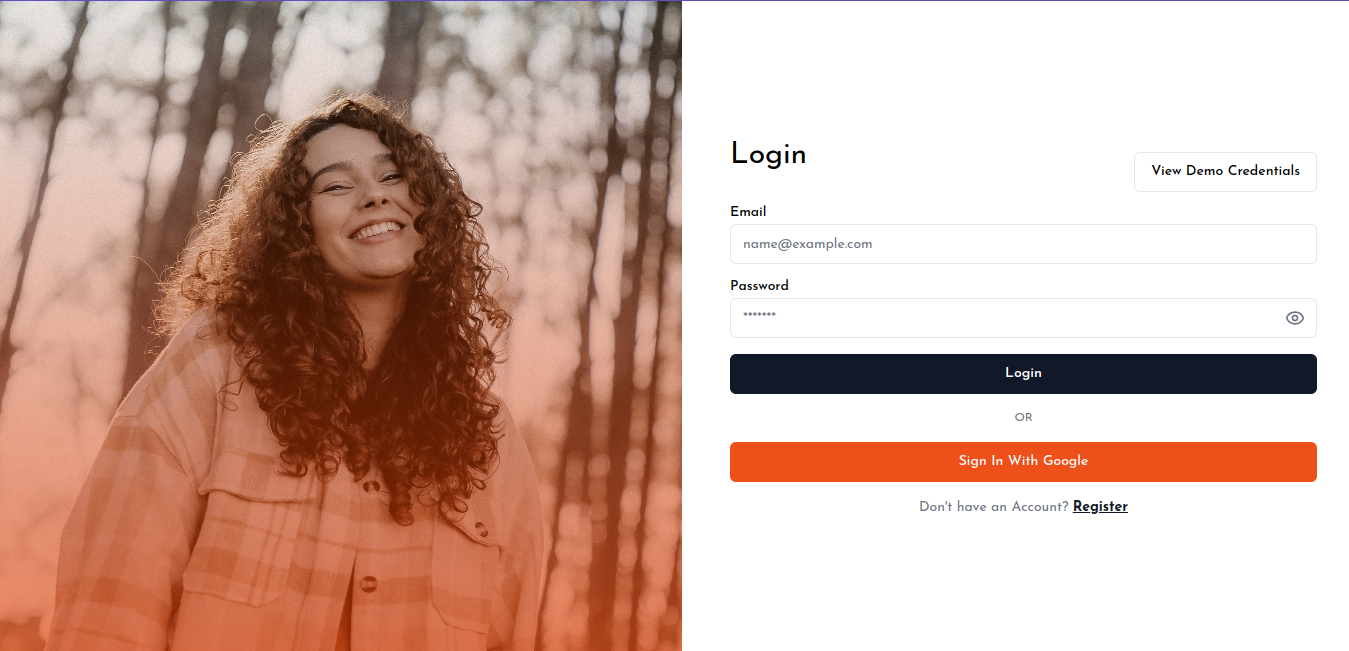 Login
View Demo Credentials
Email
name@example.com
Password
*******
Login
OR
Sign In With Google
Don't have an Account? Register